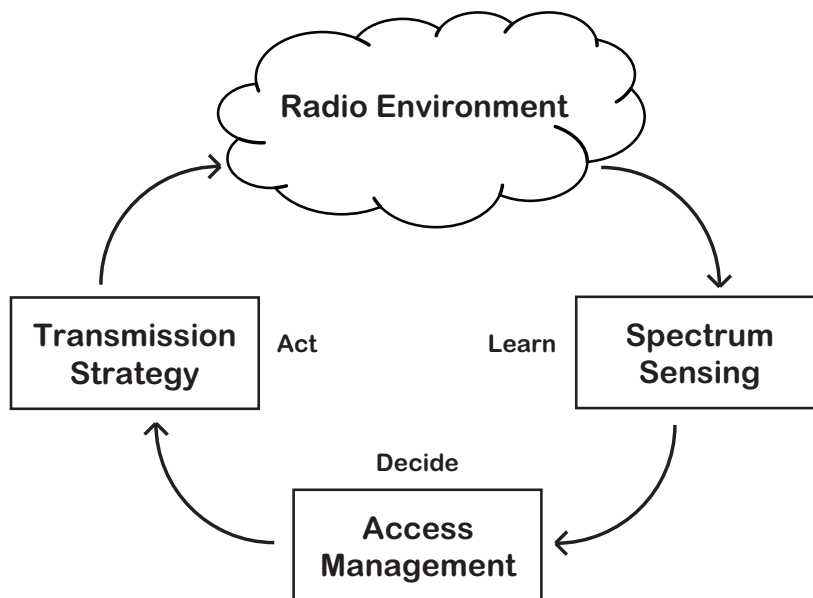 Radio Environment
Transmission
Strategy
Act
Learn
Spectrum
Sensing
Decide
Access
Management